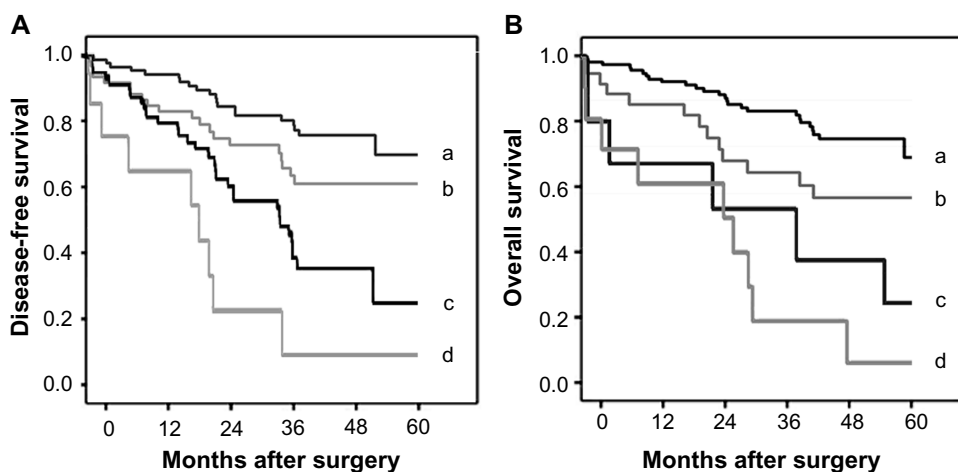 A
Disease-free survival
1.0
0.8
0.6
0.4
0.2
0.0
a
b
c
d
0 12 24 36 48 60
Months after surgery
B
Overall survival
1.0
0.8
0.6
0.4
0.2
0.0
a
b
c
d
0 12 24 36 48 60
Months after surgery